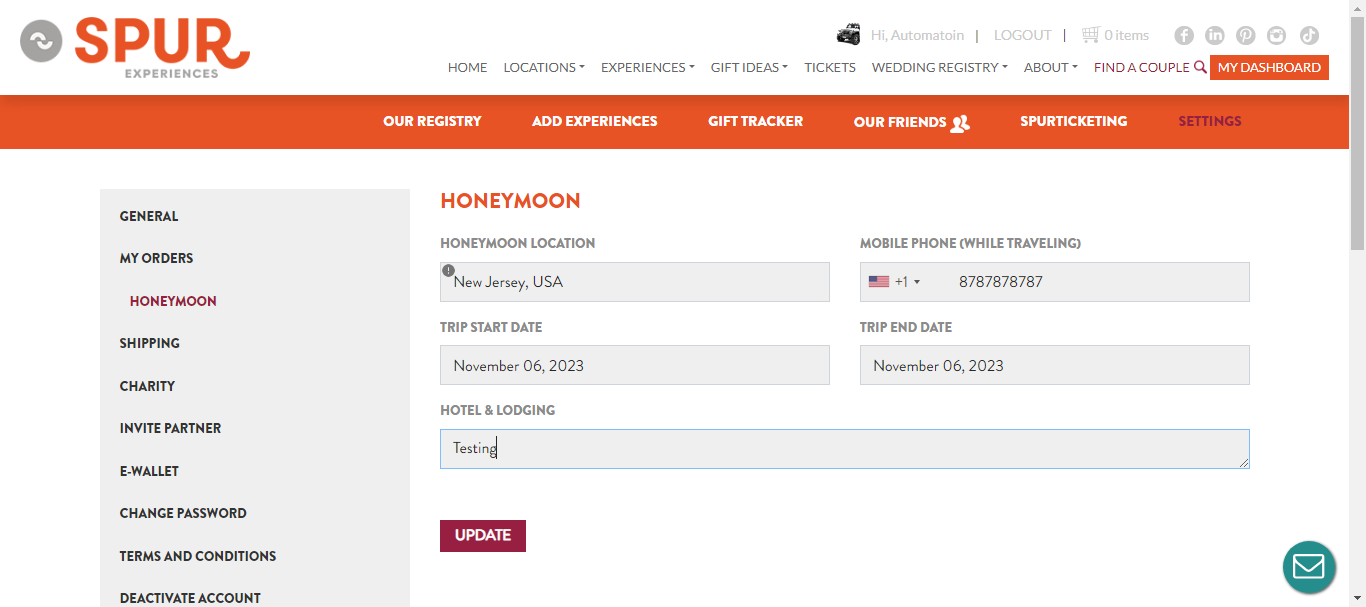 SPUR
EXPERIENCES
Hi, Automatoin | LOGOUT | 0 items
HOME LOCATIONS EXPERIENCES GIFT IDEAS TICKETS WEDDING REGISTRY ABOUT FIND A COUPLE MY DASHBOARD
OUR REGISTRY ADD EXPERIENCES GIFT TRACKER OUR FRIENDS SPURTICKETING SETTINGS
GENERAL
MY ORDERS
HONEYMOON
SHIPPING
CHARITY
INVITE PARTNER
E-WALLET
CHANGE PASSWORD
TERMS AND CONDITIONS
DEACTIVATE ACCOUNT
HONEYMOON
HONEYMOON LOCATION
New Jersey, USA
MOBILE PHONE (WHILE TRAVELING)
+1 8787878787
TRIP START DATE
November 06, 2023
TRIP END DATE
November 06, 2023
HOTEL & LODGING
Testing
UPDATE